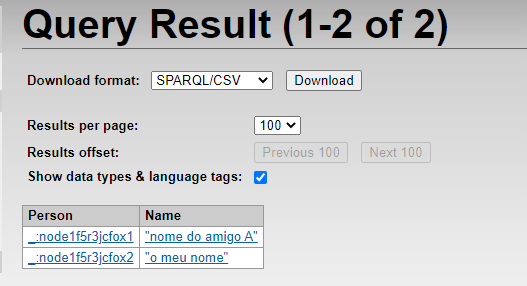 Query Result (1-2 of 2)
Download format: SPARQL/CSV Download
Results per page: 100
Results offset: Previous 100 Next 100
Show data types & language tags:
Person Name
_:node1f5r3jcfox1 "nome do amigo A"
_:node1f5r3jcfox2 "o meu nome"